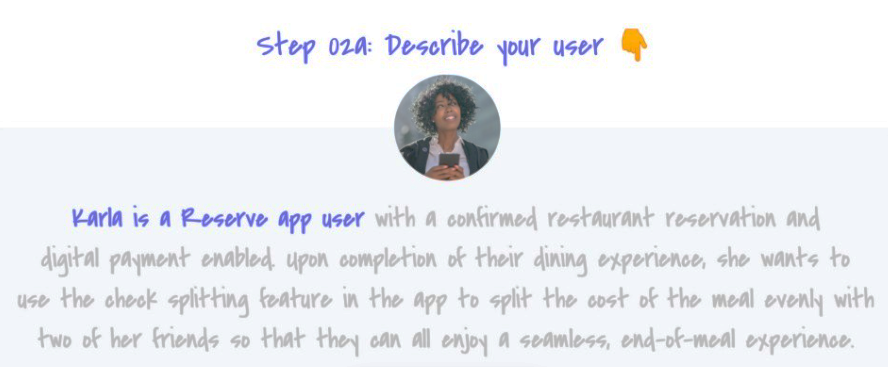 Step 02a: Describe your user 👇
Karla is a Reserve app user with a confirmed restaurant reservation and
digital payment enabled. Upon completion of their dining experience, she wants to
use the check splitting feature in the app to split the cost of the meal evenly with
two of her friends so that they can all enjoy a seamless, end-of-meal experience.